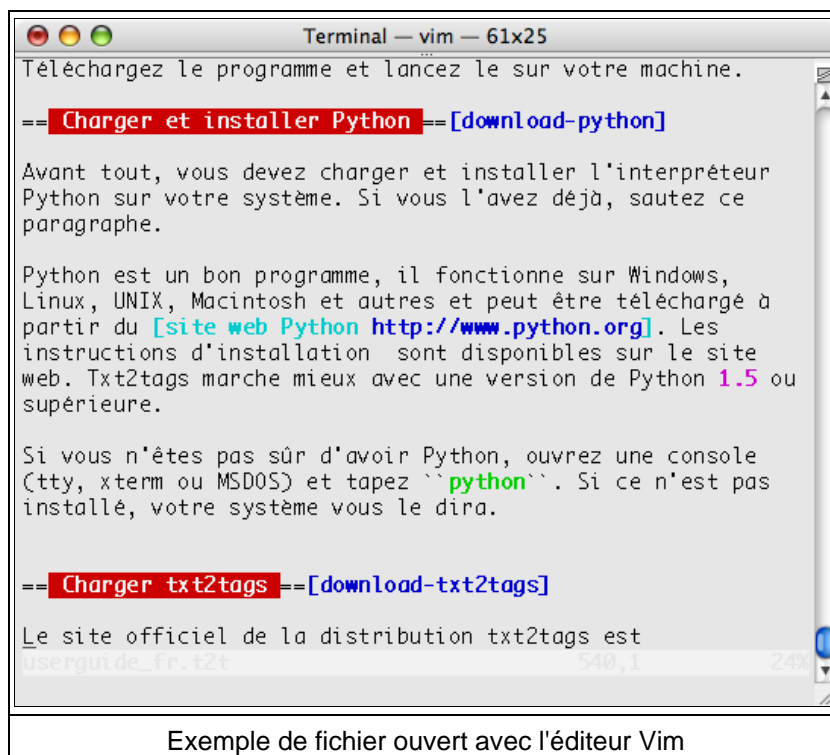 Terminal — vim — 61x25
Téléchargez le programme et lancez le sur votre machine.
== Charger et installer Python ==[download-python]
Avant tout, vous devez charger et installer l'interpréteur
Python sur votre système. Si vous l'avez déjà, sautez ce
paragraphe.
Python est un bon programme, il fonctionne sur Windows,
Linux, UNIX, Macintosh et autres et peut être téléchargé à
partir du [site web Python http://www.python.org]. Les
instructions d'installation  sont disponibles sur le site
web. Txt2tags marche mieux avec une version de Python 1.5 ou
supérieure.
Si vous n'êtes pas sûr d'avoir Python, ouvrez une console
(tty, xterm ou MSDOS) et tapez ``python``. Si ce n'est pas
installé, votre système vous le dira.
== Charger txt2tags ==[download-txt2tags]
Le site officiel de la distribution txt2tags est
userguide_fr.t2t 540,1 24%
Exemple de fichier ouvert avec l'éditeur Vim